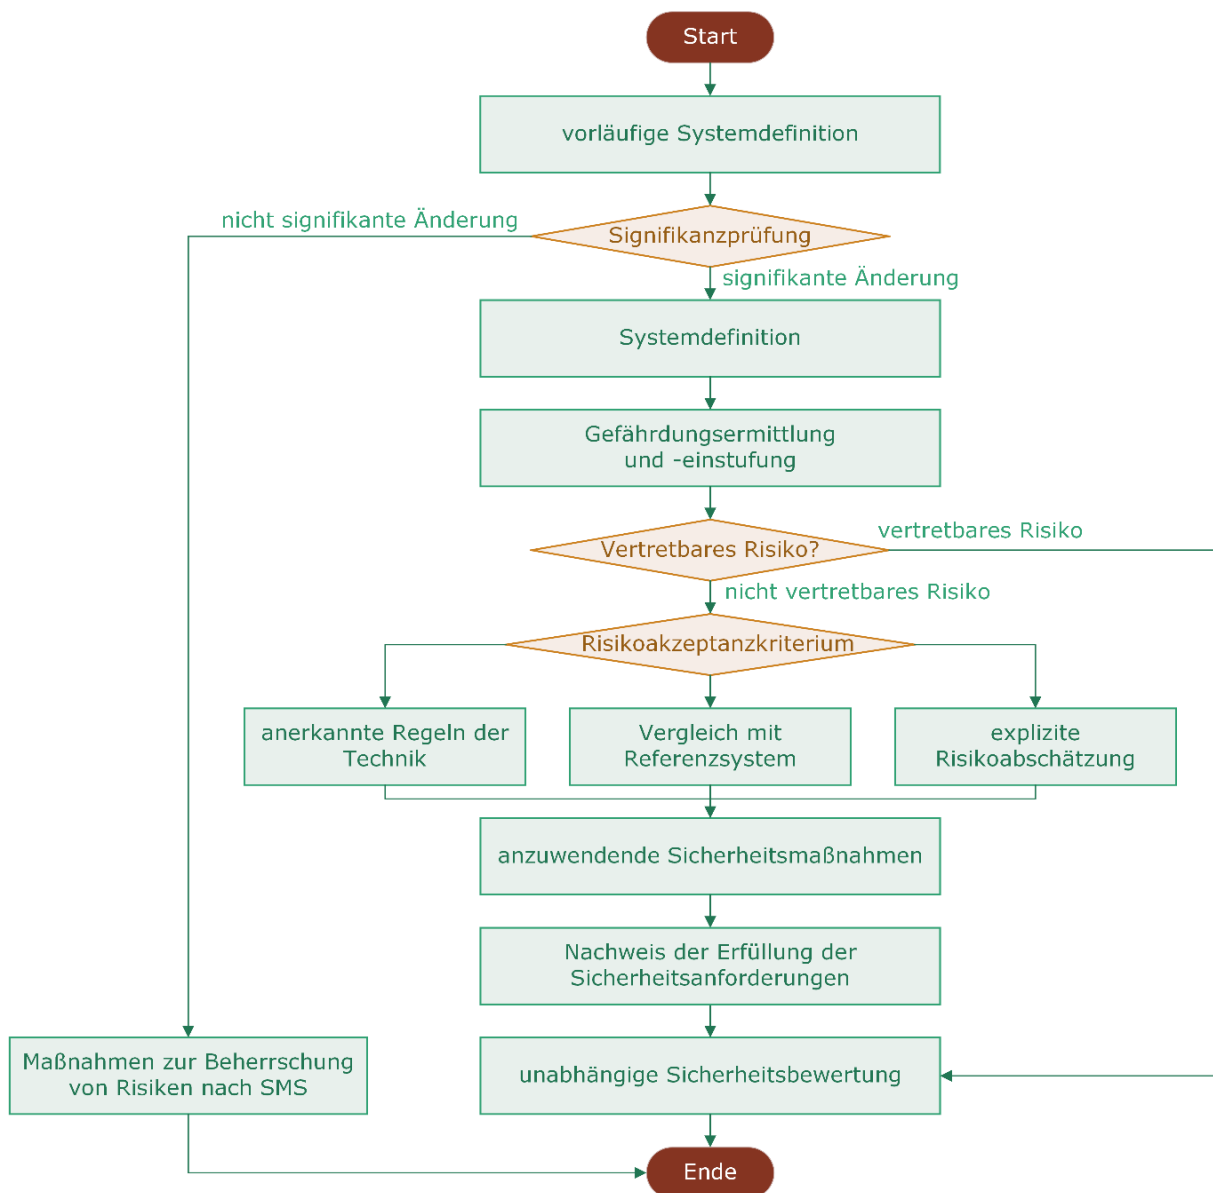 Start
vorläufige Systemdefinition
nicht signifikante Änderung
Signifikanzprüfung
signifikante Änderung
Systemdefinition
Gefährdungsermittlung
und -einstufung
vertretbares Risiko
Vertretbares Risiko?
nicht vertretbares Risiko
Risikoakzeptanzkriterium
anerkannte Regeln der
Technik
Vergleich mit
Referenzsystem
explizite
Risikoabschätzung
anzuwendende Sicherheitsmaßnahmen
Nachweis der Erfüllung der
Sicherheitsanforderungen
Maßnahmen zur Beherrschung
von Risiken nach SMS
unabhängige Sicherheitsbewertung
Ende